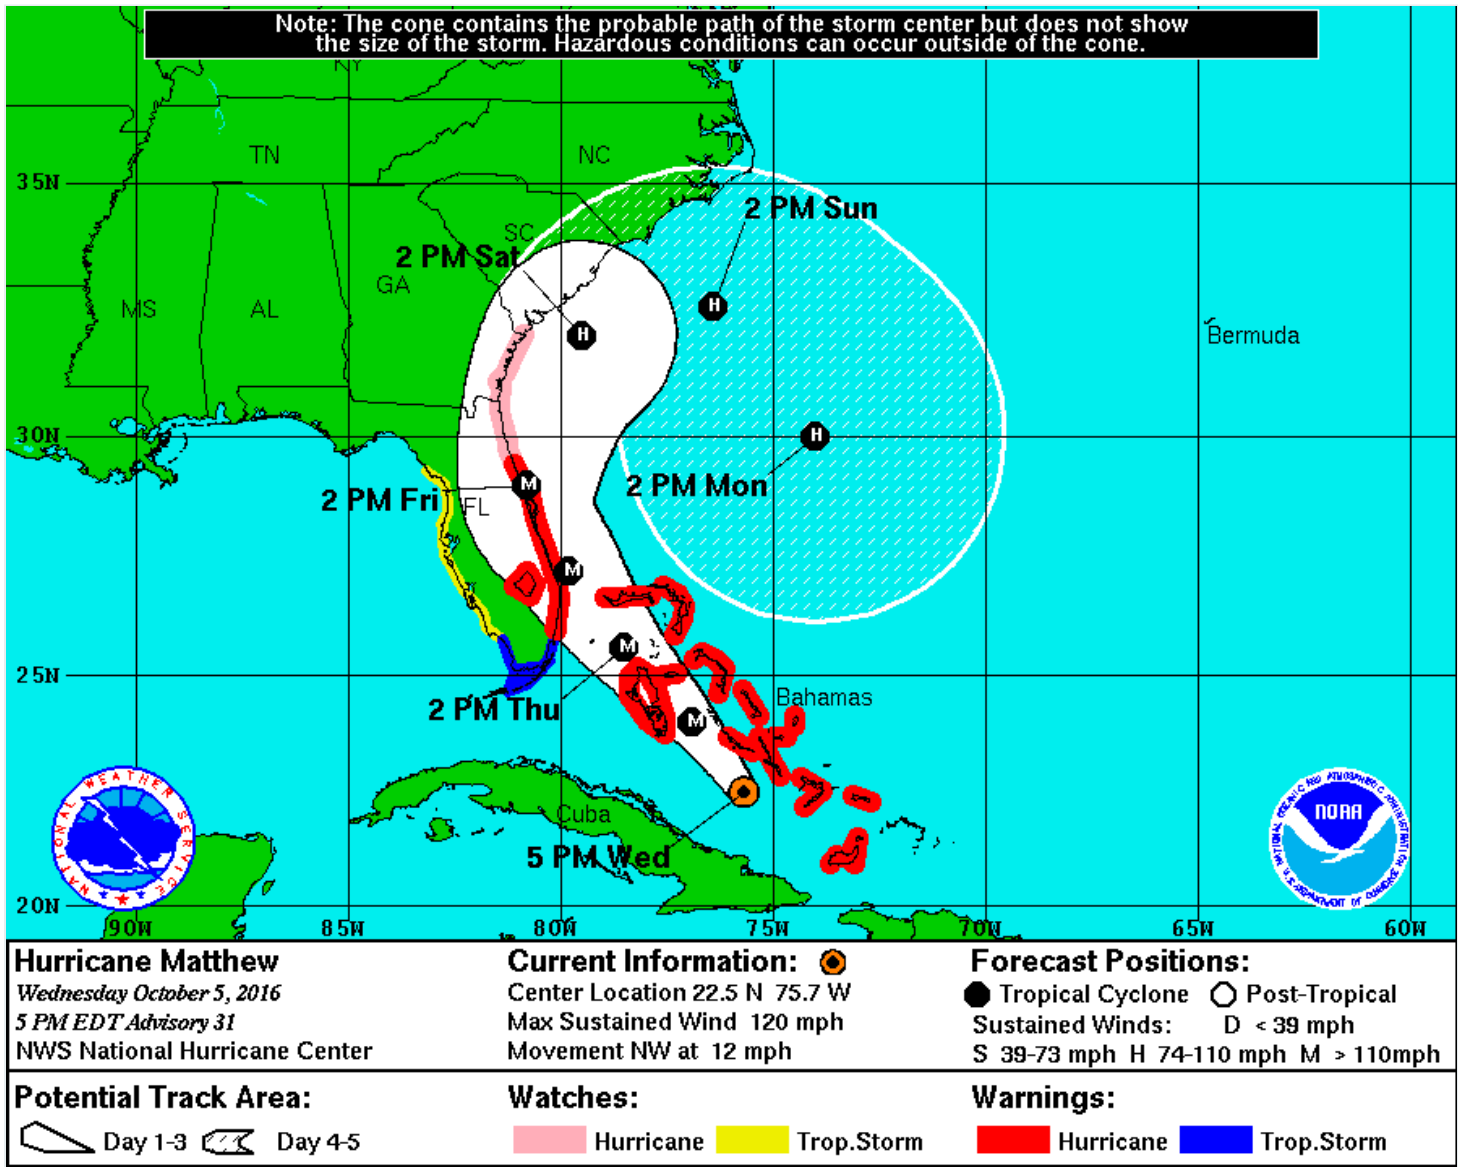 Note: The cone contains the probable path of the storm center but does not show
the size of the storm. Hazardous conditions can occur outside of the cone.
KY
TN
NC
35N
2 PM Sun
SC
2 PM Sat
GA
MS
AL
Bermuda
H
H
30N
H
2 PM Mon
M
2 PM Fri
FL
M
M
25N
Bahamas
2 PM Thu
M
NATIONAL WEATHER SERVICE
NOAA
Cuba
5 PM Wed
20N
90W
85W
80W
75W
70W
65W
60W
Hurricane Matthew
Wednesday October 5, 2016
5 PM EDT Advisory 31
NWS National Hurricane Center
Current Information:
Center Location 22.5 N 75.7 W
Max Sustained Wind 120 mph
Movement NW at 12 mph
Forecast Positions:
Tropical Cyclone Post-Tropical
Sustained Winds: D < 39 mph
S 39-73 mph H 74-110 mph M > 110mph
Potential Track Area:
Day 1-3 Day 4-5
Watches:
Hurricane Trop.Storm
Warnings:
Hurricane Trop.Storm